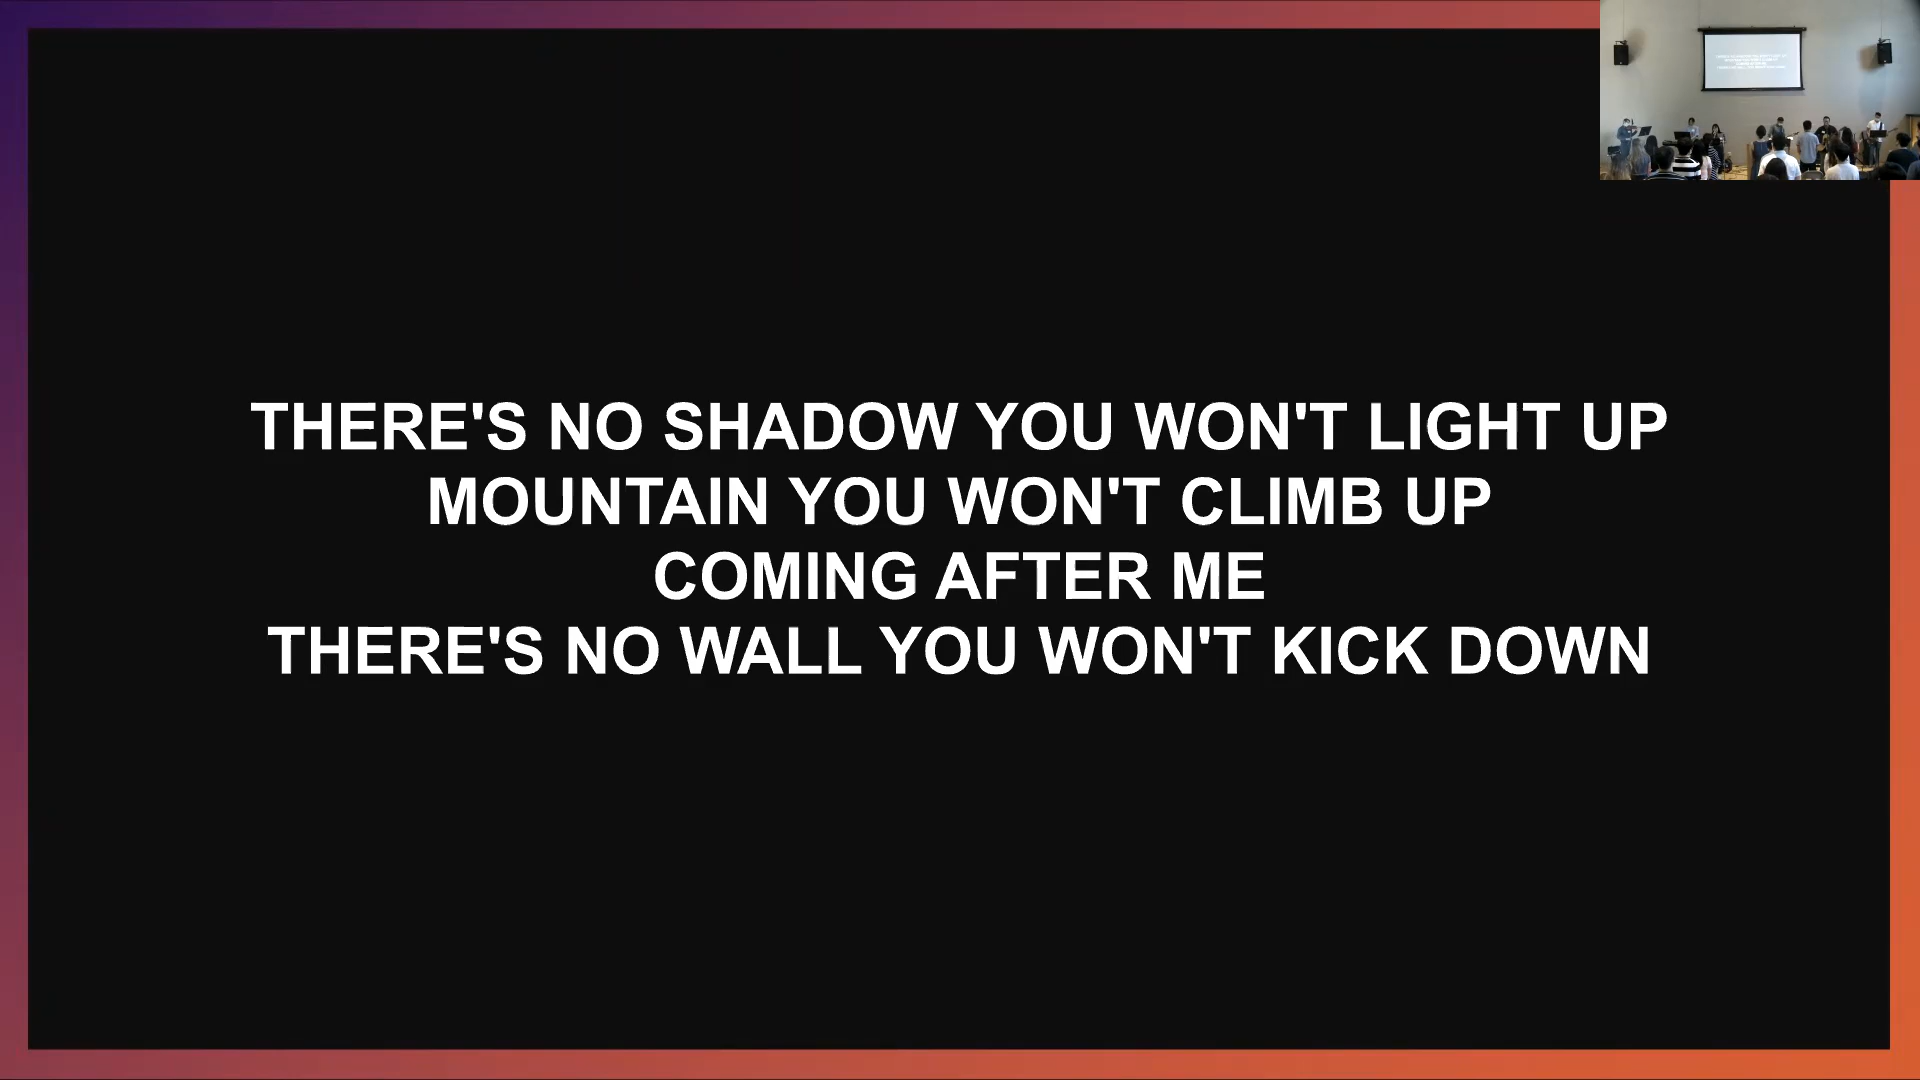 THERE'S NO SHADOW YOU WON'T LIGHT UP
MOUNTAIN YOU WON'T CLIMB UP
COMING AFTER ME
THERE'S NO WALL YOU WON'T KICK DOWN